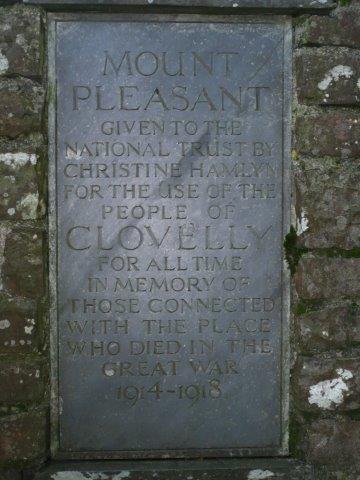 MOUNT
PLEASANT
GIVEN TO THE
NATIONAL TRUST BY
CHRISTINE HAMLYN
FOR THE USE OF THE
PEOPLE OF
CLOVELLY
FOR ALL TIME
IN MEMORY OF
THOSE CONNECTED
WITH THE PLACE
WHO DIED IN THE
GREAT WAR
1914-1918